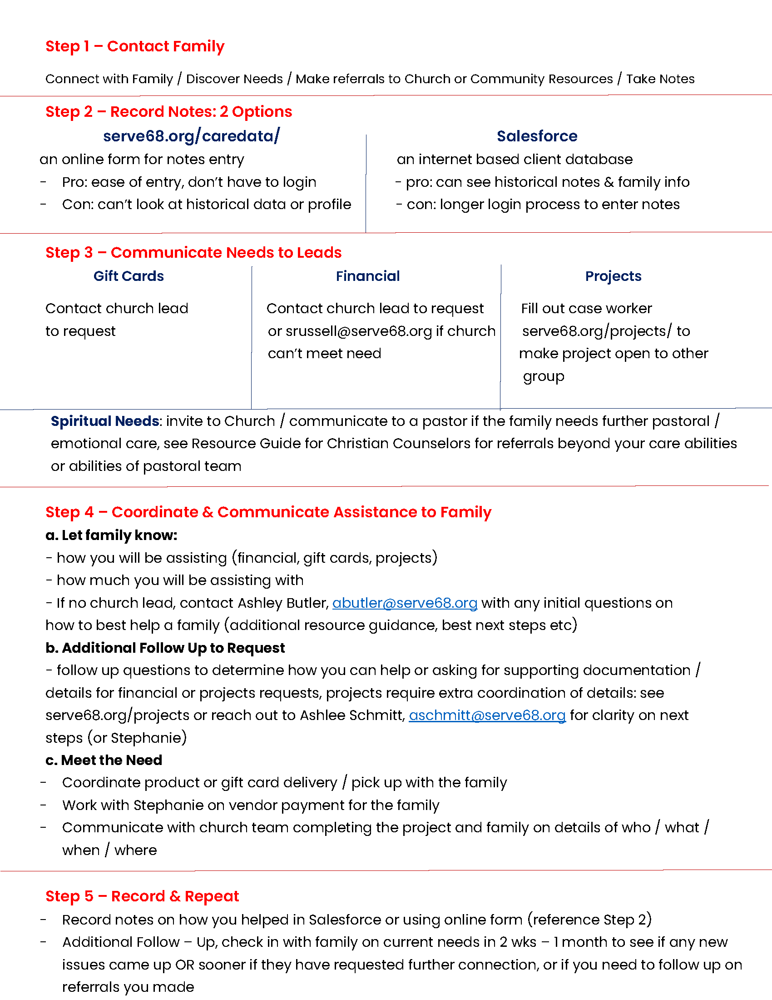 Step 1 – Contact Family
Connect with Family / Discover Needs / Make referrals to Church or Community Resources / Take Notes
Step 2 – Record Notes: 2 Options
serve68.org/caredata/
an online form for notes entry
- Pro: ease of entry, don't have to login
- Con: can't look at historical data or profile
Salesforce
an internet based client database
- pro: can see historical notes & family info
- con: longer login process to enter notes
Step 3 – Communicate Needs to Leads
Gift Cards
Contact church lead
to request
Financial
Contact church lead to request
or srussell@serve68.org if church
can't meet need
Projects
Fill out case worker
serve68.org/projects/ to
make project open to other
group
Spiritual Needs: invite to Church / communicate to a pastor if the family needs further pastoral /
emotional care, see Resource Guide for Christian Counselors for referrals beyond your care abilities
or abilities of pastoral team
Step 4 – Coordinate & Communicate Assistance to Family
a. Let family know:
- how you will be assisting (financial, gift cards, projects)
- how much you will be assisting with
- If no church lead, contact Ashley Butler, abutler@serve68.org with any initial questions on
how to best help a family (additional resource guidance, best next steps etc)
b. Additional Follow Up to Request
- follow up questions to determine how you can help or asking for supporting documentation /
details for financial or projects requests, projects require extra coordination of details: see
serve68.org/projects or reach out to Ashlee Schmitt, aschmitt@serve68.org for clarity on next
steps (or Stephanie)
c. Meet the Need
- Coordinate product or gift card delivery / pick up with the family
- Work with Stephanie on vendor payment for the family
- Communicate with church team completing the project and family on details of who / what /
when / where
Step 5 – Record & Repeat
- Record notes on how you helped in Salesforce or using online form (reference Step 2)
- Additional Follow – Up, check in with family on current needs in 2 wks – 1 month to see if any new
issues came up OR sooner if they have requested further connection, or if you need to follow up on
referrals you made